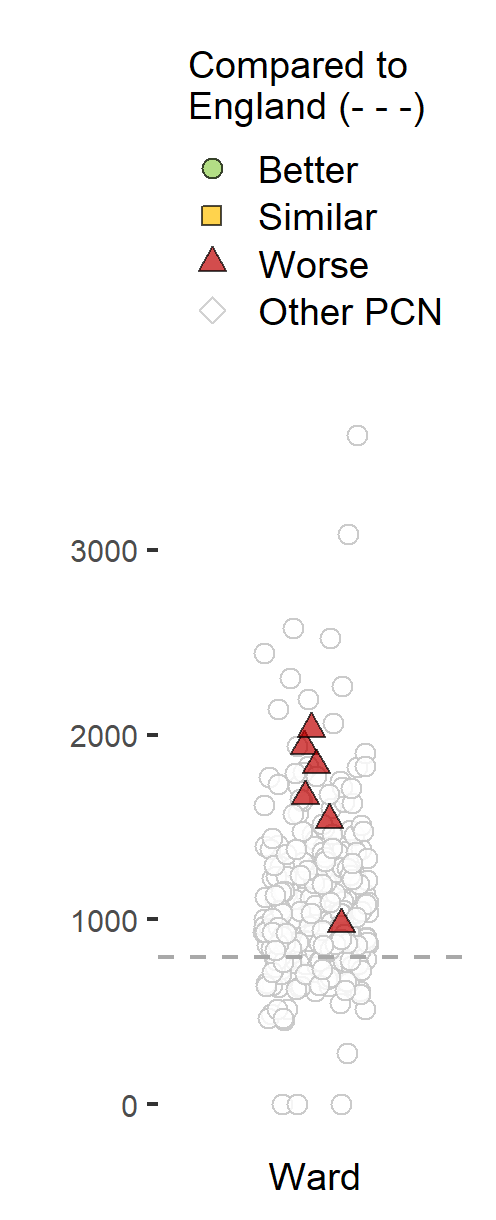 Compared to
England (- - -)
Better
Similar
Worse
Other PCN
3000
2000
1000
0
Ward